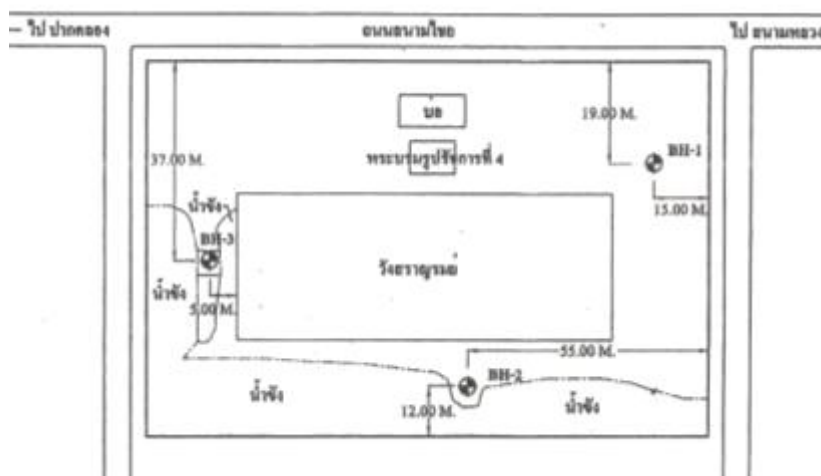 ไป ปากคลอง
ถนนสนามไชย
ไป สนามหลวง
19.00 M.
บ่อ
BH-1
37.00 M.
พระบรมรูปรัชการที่ 4
15.00 M.
น้ำขัง
BH-3
วังสราญรมย์
น้ำขัง
5.00 M.
55.00 M.
BH-2
น้ำขัง
12.00 M.
น้ำขัง